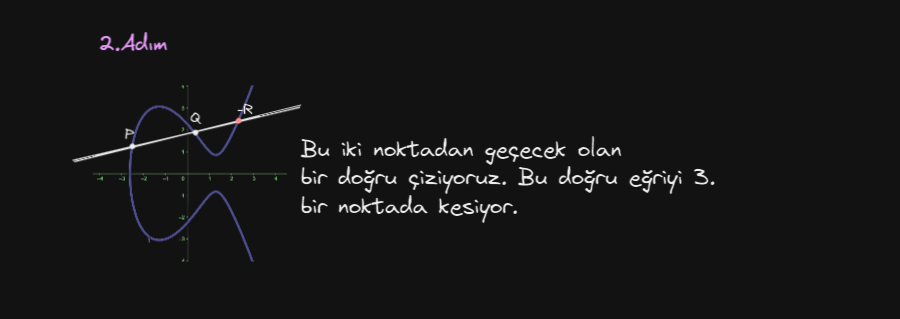 2.Adım
P
Q
-R
Bu iki noktadan geçecek olan
bir doğru çiziyoruz. Bu doğru eğriyi 3.
bir noktada kesiyor.